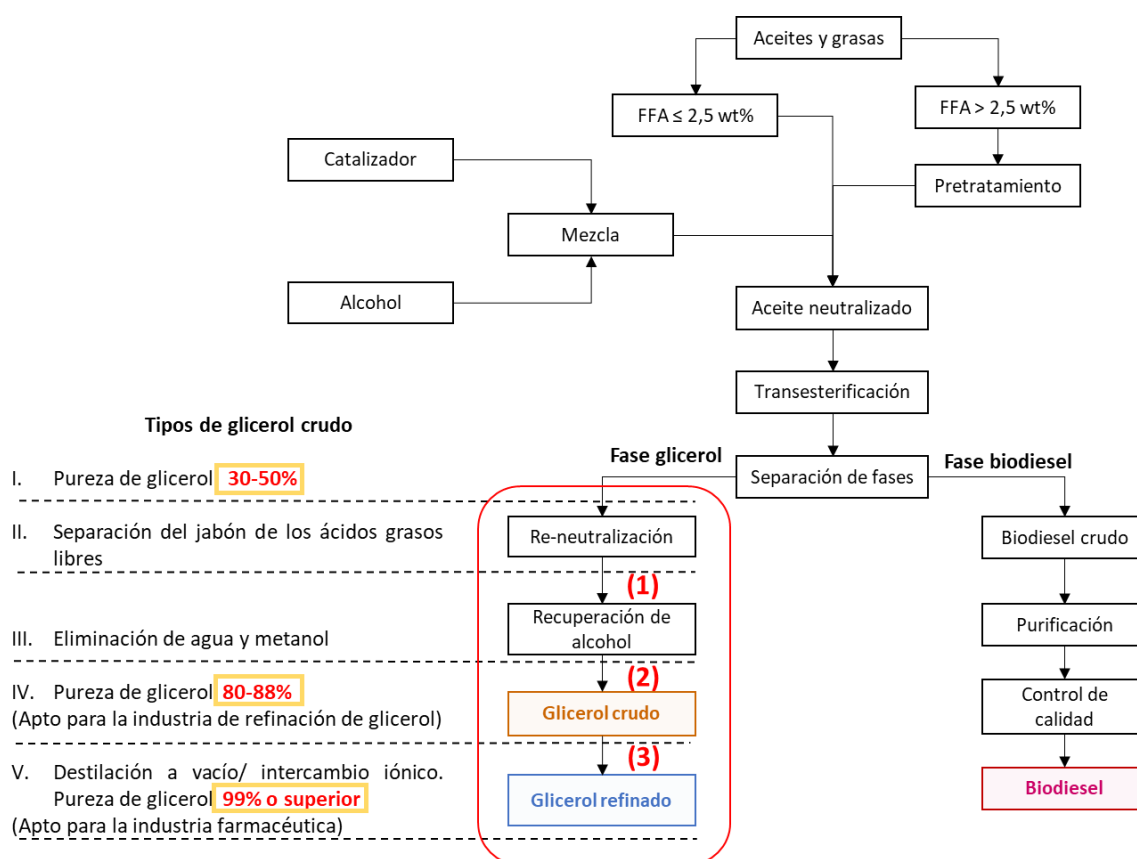 Aceites y grasas
FFA ≤ 2,5 wt%
FFA > 2,5 wt%
Catalizador
Pretratamiento
Mezcla
Alcohol
Aceite neutralizado
Transesterificación
Tipos de glicerol crudo
Fase glicerol
Fase biodiesel
Separación de fases
I. Pureza de glicerol 30-50%
II. Separación del jabón de los ácidos grasos
libres
Re-neutralización
Biodiesel crudo
(1)
Recuperación de
alcohol
Purificación
III. Eliminación de agua y metanol
(2)
IV. Pureza de glicerol 80-88%
(Apto para la industria de refinación de glicerol)
Glicerol crudo
Control de
calidad
(3)
V. Destilación a vacío/ intercambio iónico.
Pureza de glicerol 99% o superior
(Apto para la industria farmacéutica)
Glicerol refinado
Biodiesel